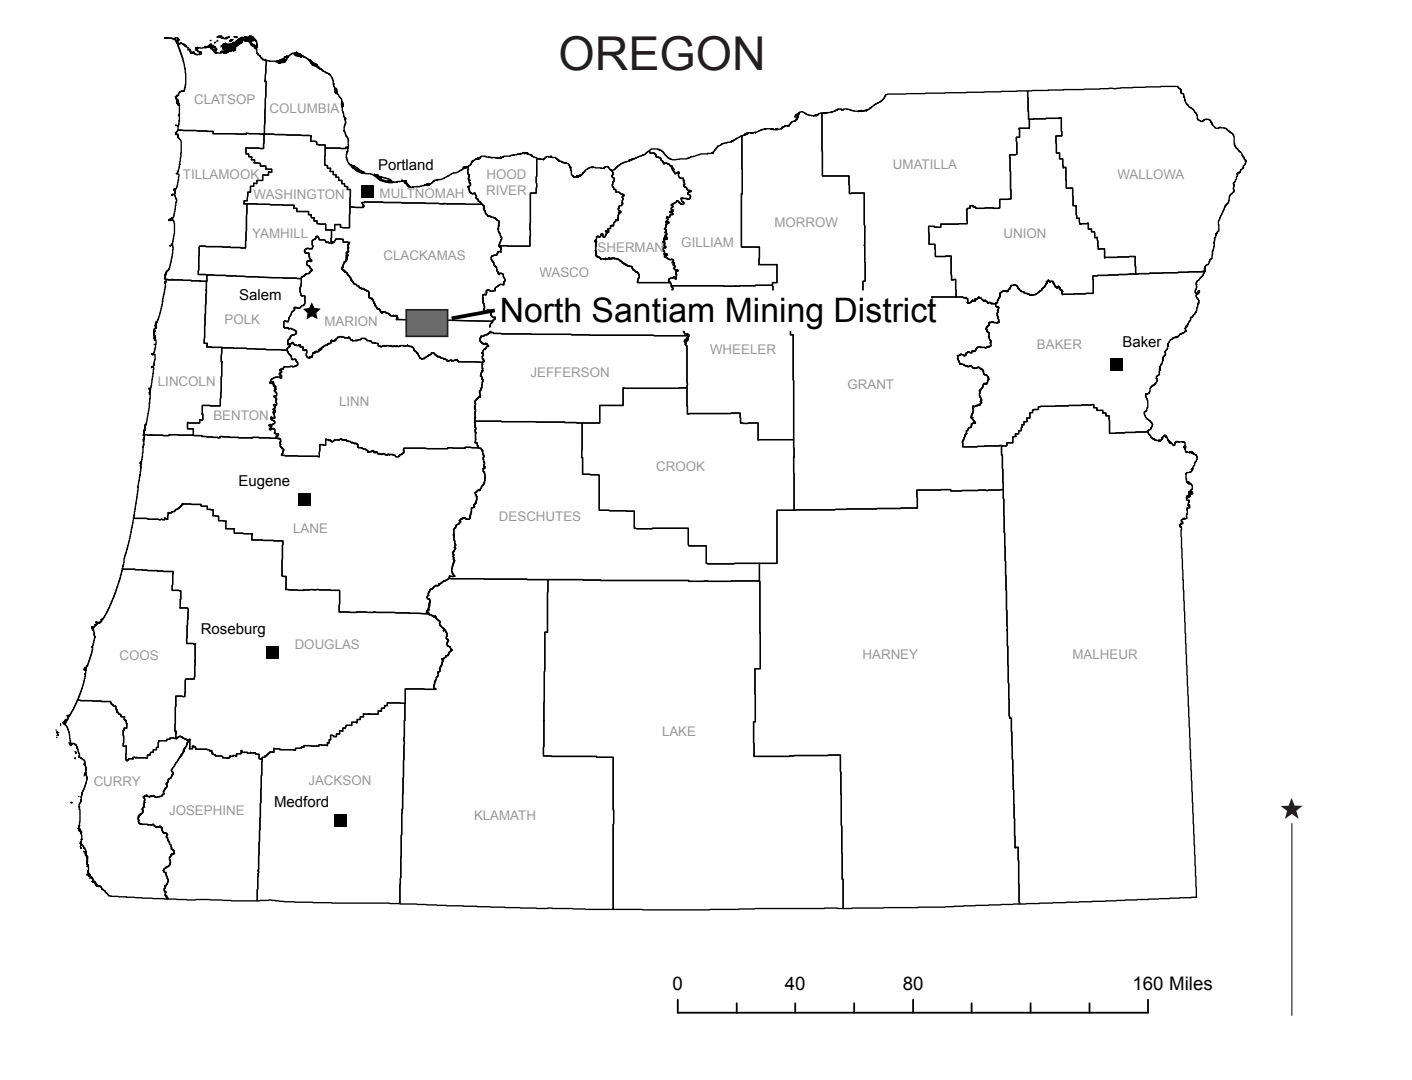 OREGON
CLATSOP
COLUMBIA
TILLAMOOK
WASHINGTON
Portland
MULTNOMAH
HOOD
RIVER
UMATILLA
WALLOWA
YAMHILL
CLACKAMAS
WASCO
SHERMAN
GILLIAM
MORROW
UNION
Salem
POLK
MARION
North Santiam Mining District
LINCOLN
BENTON
LINN
JEFFERSON
WHEELER
GRANT
BAKER
Baker
Eugene
LANE
DESCHUTES
CROOK
Roseburg
DOUGLAS
COOS
HARNEY
MALHEUR
LAKE
CURRY
JOSEPHINE
JACKSON
Medford
KLAMATH
0 40 80 160 Miles